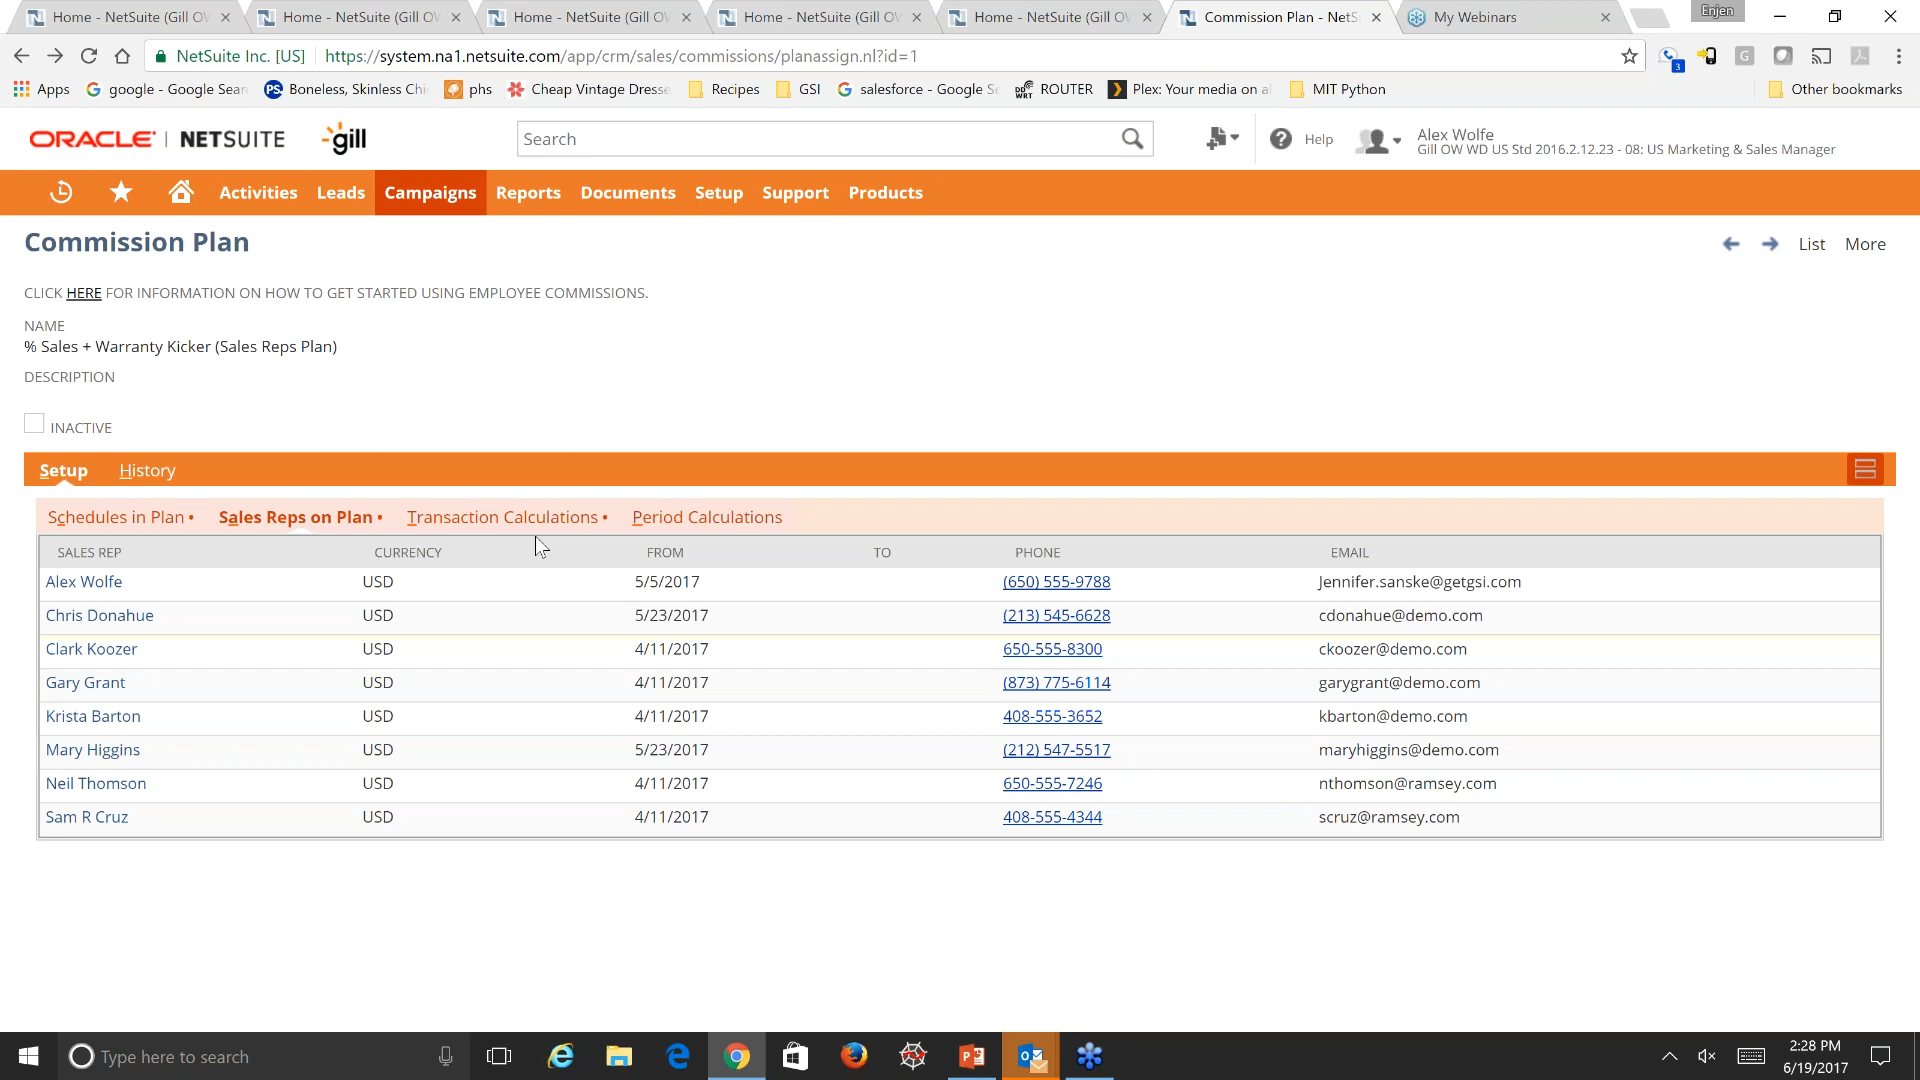 Home - NetSuite (Gill OW
Home - NetSuite (Gill OW
Home - NetSuite (Gill OW
Home - NetSuite (Gill OW
Home - NetSuite (Gill OW
Commission Plan - NetS
My Webinars
Enjen
NetSuite Inc. [US]
https://system.na1.netsuite.com/app/crm/sales/commissions/planassign.nl?id=1
3
G
Apps
google - Google Sear
PS Boneless, Skinless Chi
phs
Cheap Vintage Dresse
Recipes
GSI
salesforce - Google Se
DD-WRT ROUTER
Plex: Your media on al
MIT Python
Other bookmarks
ORACLE | NETSUITE
gill
Search
Help
Alex Wolfe
Gill OW WD US Std 2016.2.12.23 - 08: US Marketing & Sales Manager
Activities Leads Campaigns Reports Documents Setup Support Products
Commission Plan
List More
CLICK HERE FOR INFORMATION ON HOW TO GET STARTED USING EMPLOYEE COMMISSIONS.
NAME
% Sales + Warranty Kicker (Sales Reps Plan)
DESCRIPTION
INACTIVE
Setup History
Schedules in Plan • Sales Reps on Plan • Transaction Calculations • Period Calculations
SALES REP CURRENCY FROM TO PHONE EMAIL
Alex Wolfe USD 5/5/2017 (650) 555-9788 Jennifer.sanske@getgsi.com
Chris Donahue USD 5/23/2017 (213) 545-6628 cdonahue@demo.com
Clark Koozer USD 4/11/2017 650-555-8300 ckoozer@demo.com
Gary Grant USD 4/11/2017 (873) 775-6114 garygrant@demo.com
Krista Barton USD 4/11/2017 408-555-3652 kbarton@demo.com
Mary Higgins USD 5/23/2017 (212) 547-5517 maryhiggins@demo.com
Neil Thomson USD 4/11/2017 650-555-7246 nthomson@ramsey.com
Sam R Cruz USD 4/11/2017 408-555-4344 scruz@ramsey.com
Type here to search
2:28 PM
6/19/2017